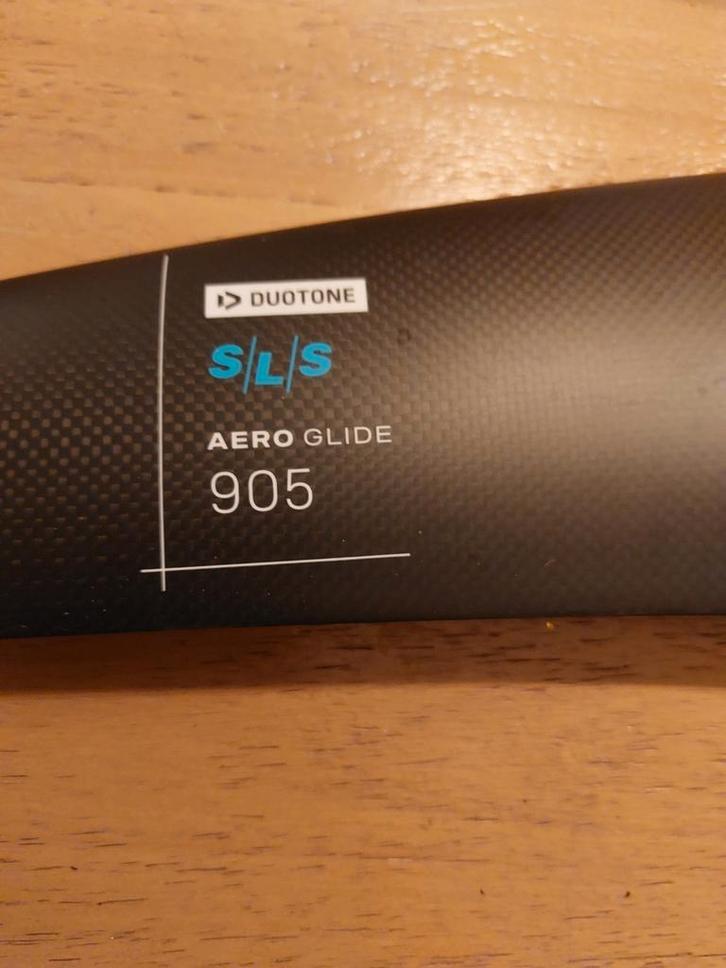 DUOTONE
S/L/S
AERO GLIDE
905